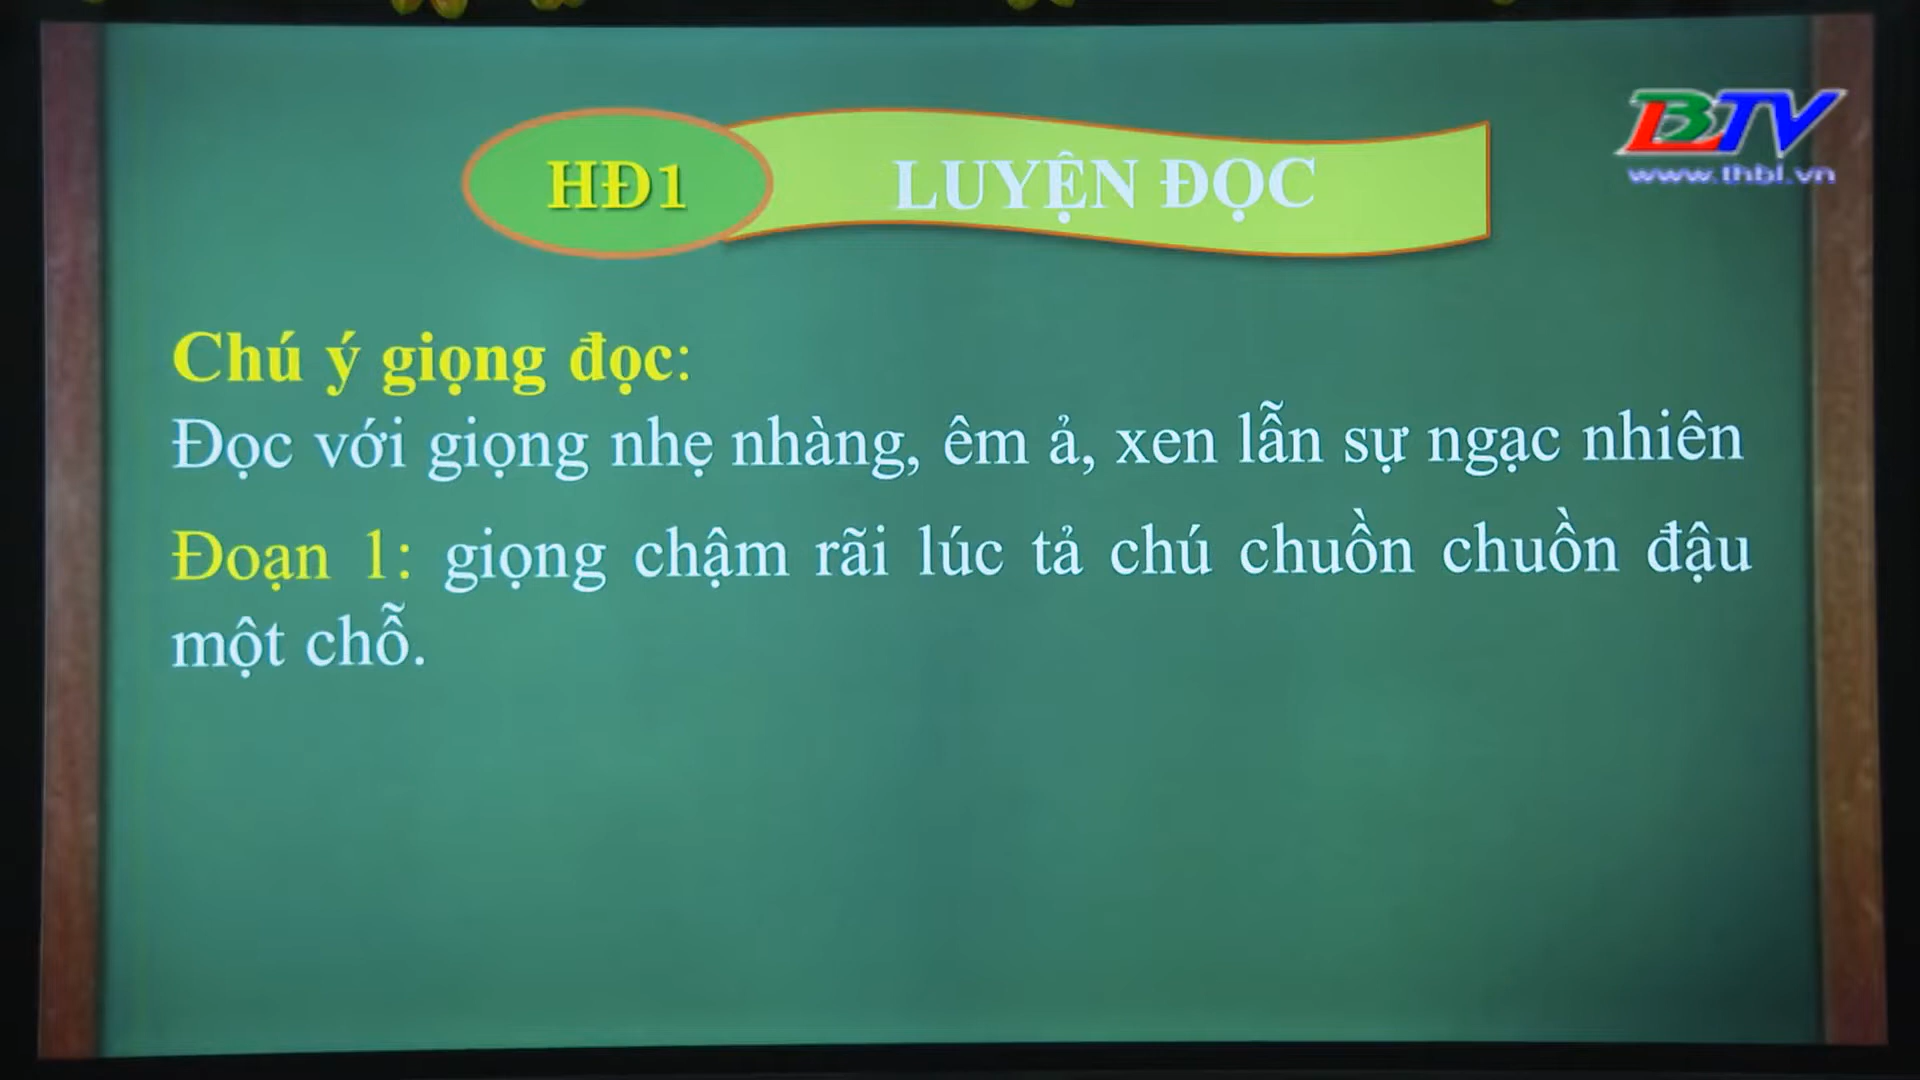 BTV
www.thbl.vn
HĐ1
LUYỆN ĐỌC
Chú ý giọng đọc:
Đọc với giọng nhẹ nhàng, êm ả, xen lẫn sự ngạc nhiên
Đoạn 1: giọng chậm rãi lúc tả chú chuồn chuồn đậu
một chỗ.